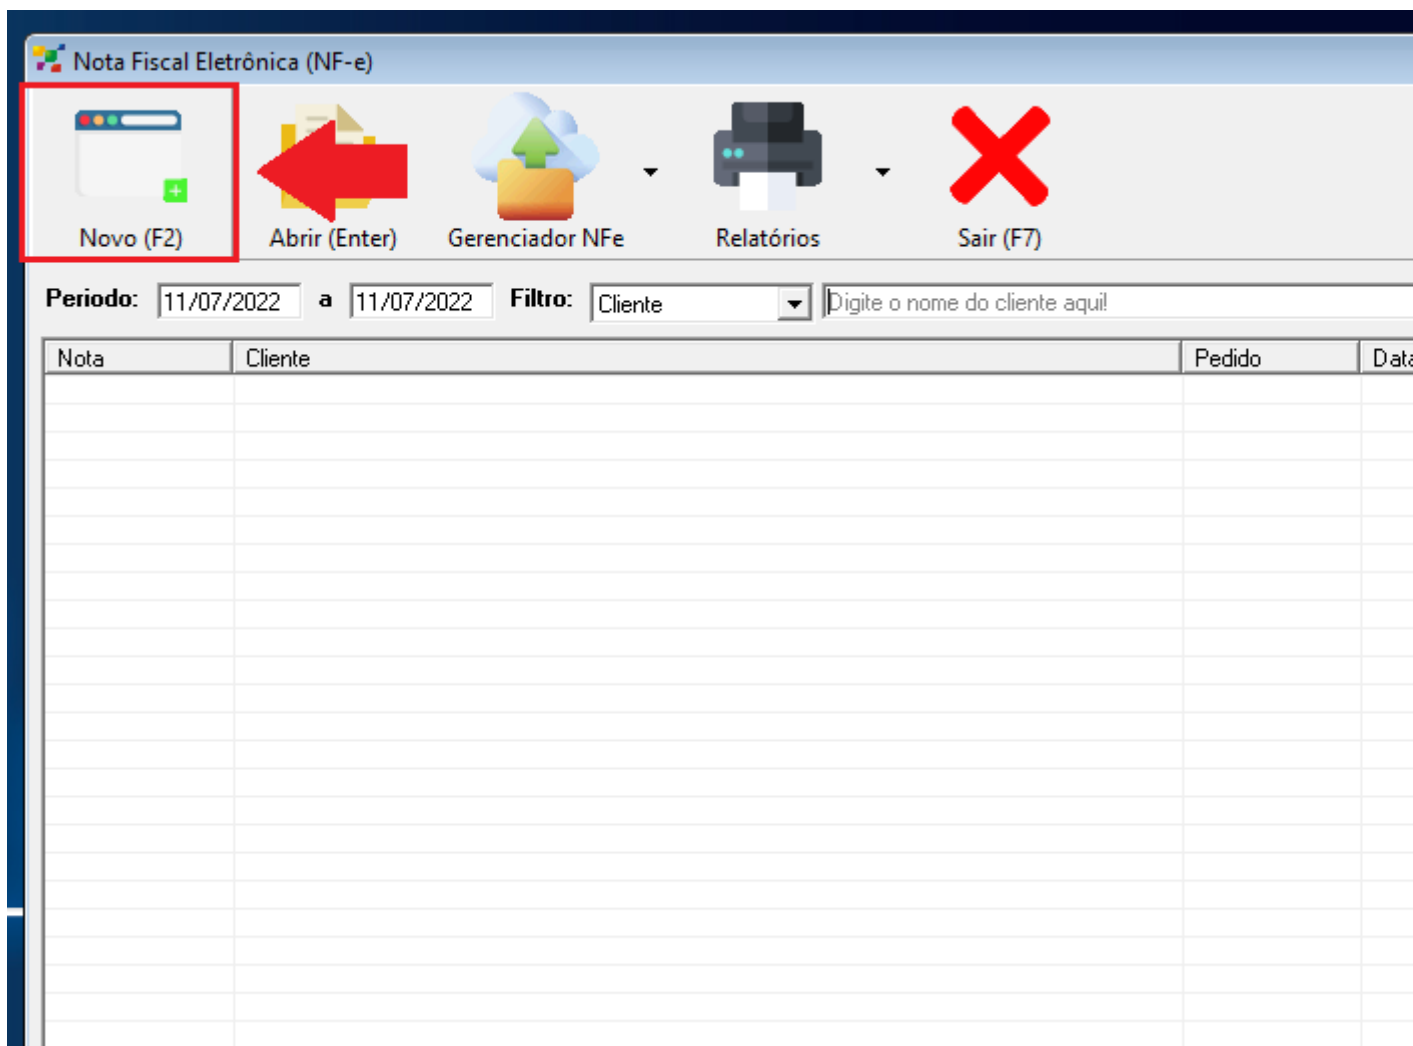 Nota Fiscal Eletrônica (NF-e)
Novo (F2) Abrir (Enter) Gerenciador NFe Relatórios Sair (F7)
Periodo: 11/07/2022 a 11/07/2022 Filtro: Cliente Digite o nome do cliente aqui!
Nota Cliente Pedido Data